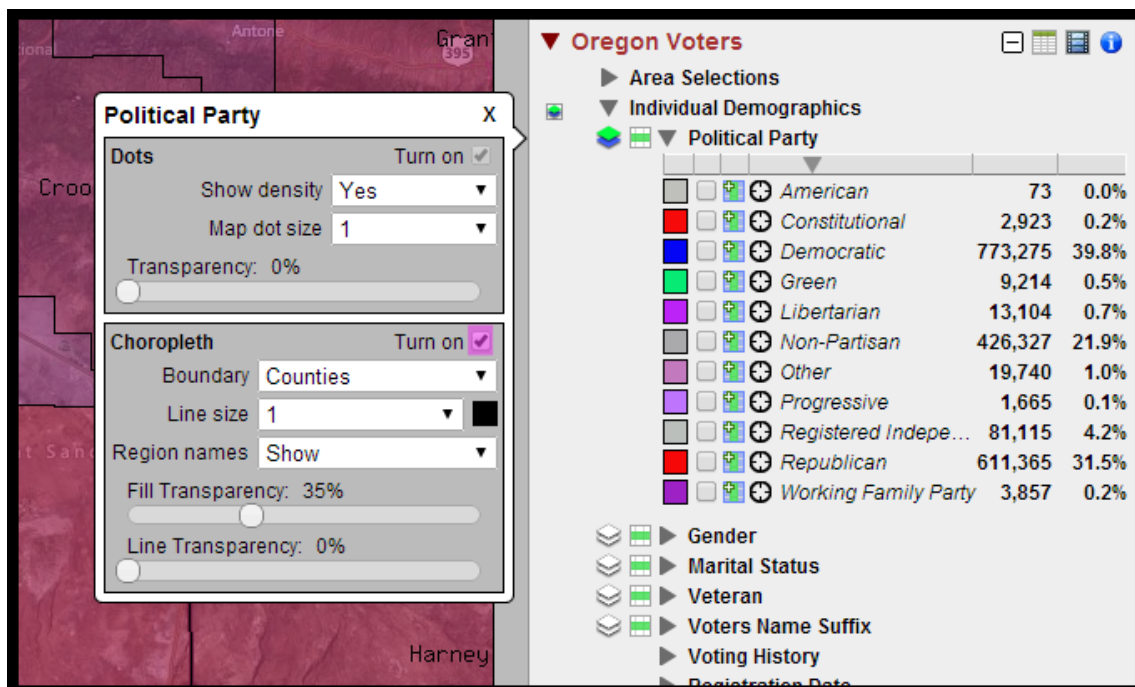 Antone
Gran
395
ional
Croo
t San
Harney
Political Party X
Dots Turn on
Show density Yes
Map dot size 1
Transparency: 0%
Choropleth Turn on
Boundary Counties
Line size 1
Region names Show
Fill Transparency: 35%
Line Transparency: 0%
Oregon Voters
Area Selections
Individual Demographics
Political Party
American 73 0.0%
Constitutional 2,923 0.2%
Democratic 773,275 39.8%
Green 9,214 0.5%
Libertarian 13,104 0.7%
Non-Partisan 426,327 21.9%
Other 19,740 1.0%
Progressive 1,665 0.1%
Registered Indepe... 81,115 4.2%
Republican 611,365 31.5%
Working Family Party 3,857 0.2%
Gender
Marital Status
Veteran
Voters Name Suffix
Voting History
Registration Date